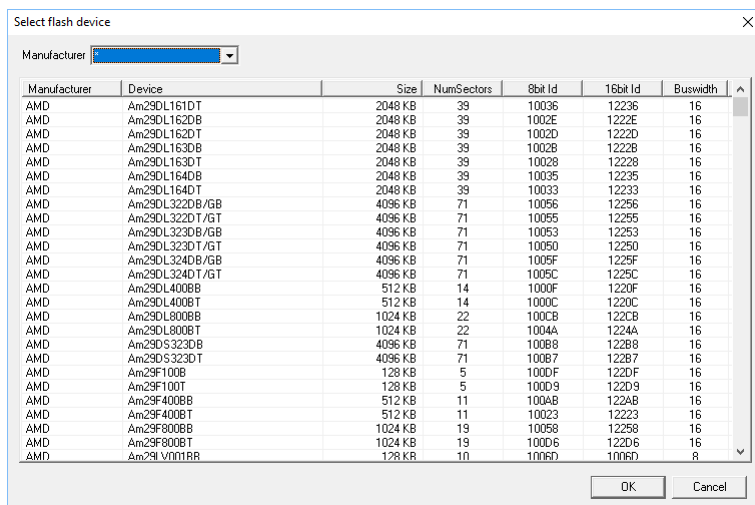 Select flash device
Manufacturer *
Manufacturer Device Size NumSectors 8bit Id 16bit Id Buswidth
AMD Am29DL161DT 2048 KB 39 10036 12236 16
AMD Am29DL162DB 2048 KB 39 1002E 1222E 16
AMD Am29DL162DT 2048 KB 39 1002D 1222D 16
AMD Am29DL163DB 2048 KB 39 1002B 1222B 16
AMD Am29DL163DT 2048 KB 39 10028 12228 16
AMD Am29DL164DB 2048 KB 39 10035 12235 16
AMD Am29DL164DT 2048 KB 39 10033 12233 16
AMD Am29DL322DB/GB 4096 KB 71 10056 12256 16
AMD Am29DL322DT/GT 4096 KB 71 10055 12255 16
AMD Am29DL323DB/GB 4096 KB 71 10053 12253 16
AMD Am29DL323DT/GT 4096 KB 71 10050 12250 16
AMD Am29DL324DB/GB 4096 KB 71 1005F 1225F 16
AMD Am29DL324DT/GT 4096 KB 71 1005C 1225C 16
AMD Am29DL400BB 512 KB 14 1000F 1220F 16
AMD Am29DL400BT 512 KB 14 1000C 1220C 16
AMD Am29DL800BB 1024 KB 22 100CB 122CB 16
AMD Am29DL800BT 1024 KB 22 1004A 1224A 16
AMD Am29DS323DB 4096 KB 71 100B8 122B8 16
AMD Am29DS323DT 4096 KB 71 100B7 122B7 16
AMD Am29F100B 128 KB 5 100DF 122DF 16
AMD Am29F100T 128 KB 5 100D9 122D9 16
AMD Am29F400BB 512 KB 11 100AB 122AB 16
AMD Am29F400BT 512 KB 11 10023 12223 16
AMD Am29F800BB 1024 KB 19 10058 12258 16
AMD Am29F800BT 1024 KB 19 100D6 122D6 16
AMD Am29LV001BB 128 KB 10 1006D 1006D 8
OK Cancel